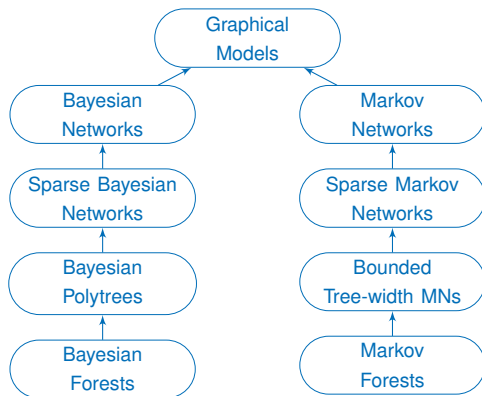 Graphical
Models
Bayesian
Networks
Markov
Networks
Sparse Bayesian
Networks
Sparse Markov
Networks
Bayesian
Polytrees
Bounded
Tree-width MNs
Bayesian
Forests
Markov
Forests